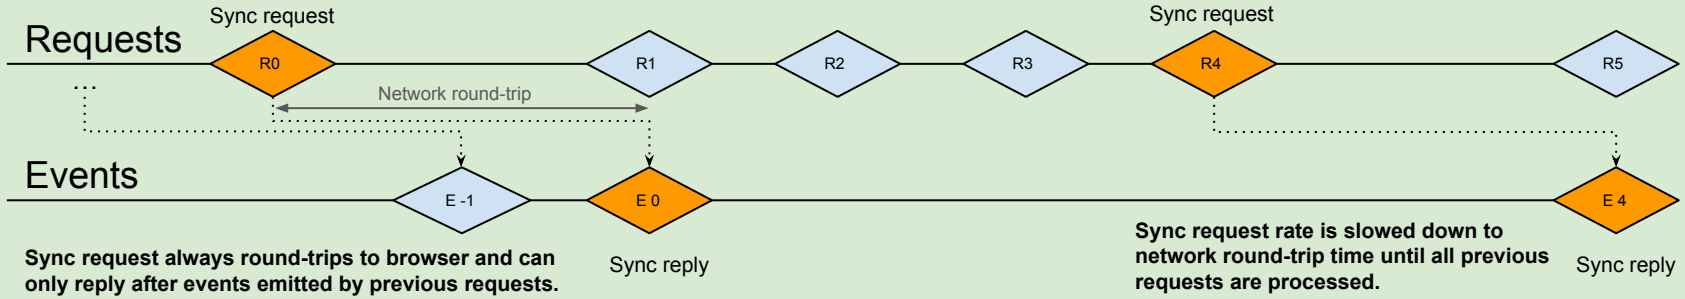 Sync request
Sync request
Requests
R0
R1
R2
R3
R4
R5
...
Network round-trip
Events
E -1
E 0
E 4
Sync request always round-trips to browser and can
only reply after events emitted by previous requests.
Sync reply
Sync request rate is slowed down to
network round-trip time until all previous
requests are processed.
Sync reply